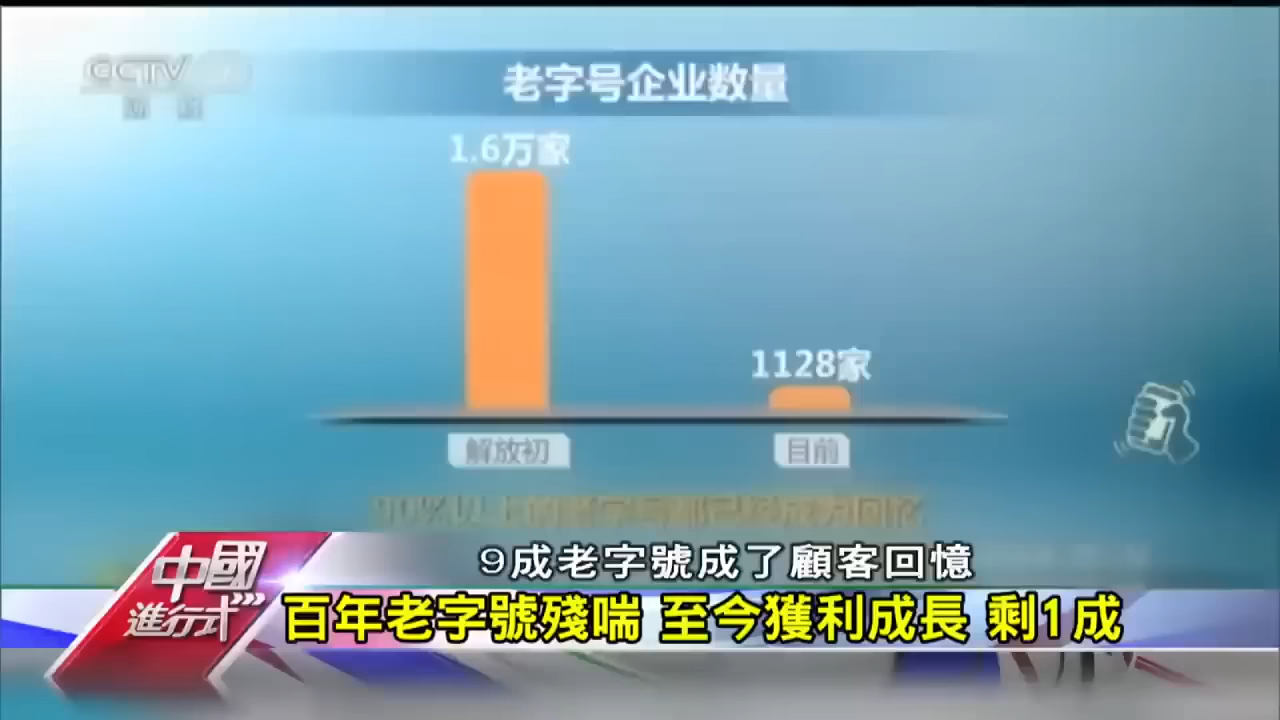 CCTV
老字号企业数量
1.6万家
1128家
解放初
目前
9成老字號成了顧客回憶
中國
進行式
百年老字號殘喘 至今獲利成長 剩1成